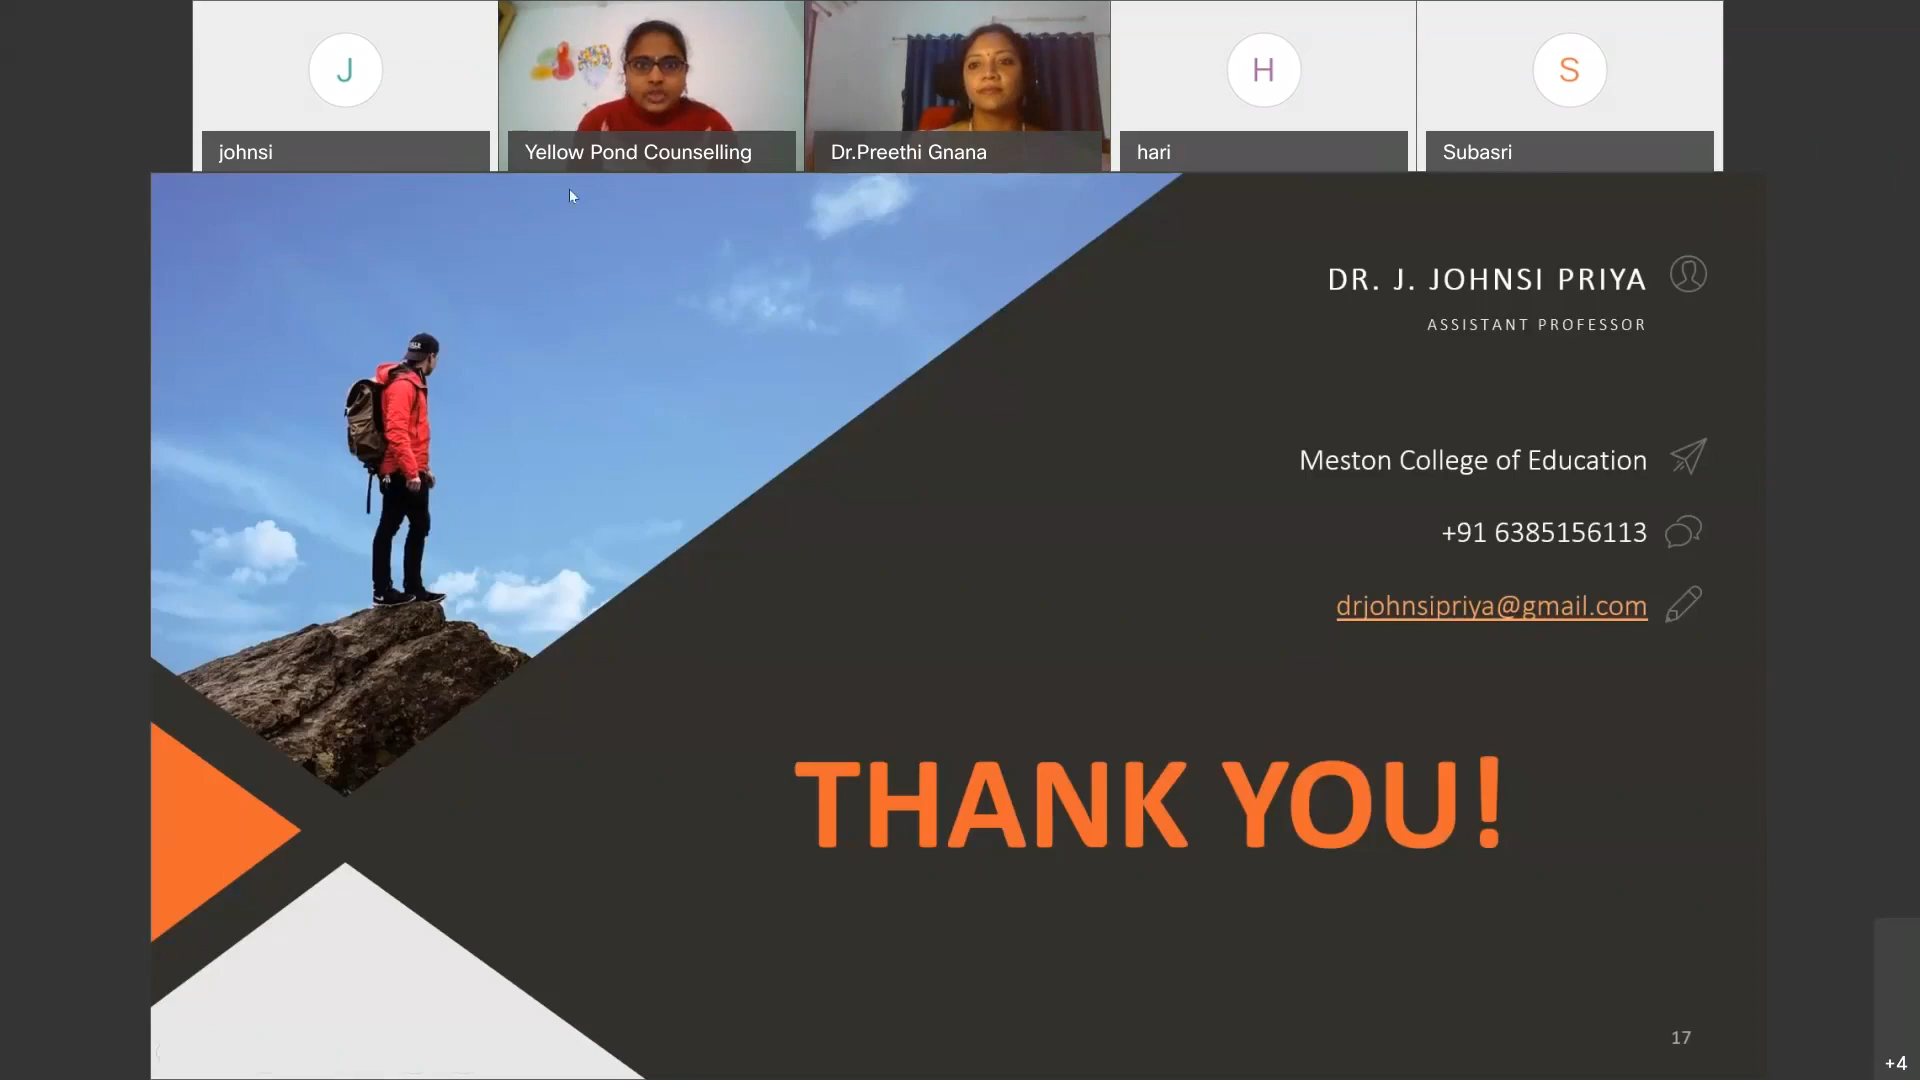 J
H
S
johnsi
Yellow Pond Counselling
Dr.Preethi Gnana
hari
Subasri
DR. J. JOHNSI PRIYA
ASSISTANT PROFESSOR
Meston College of Education
+91 6385156113
drjohnsipriya@gmail.com
THANK YOU!
17
+4